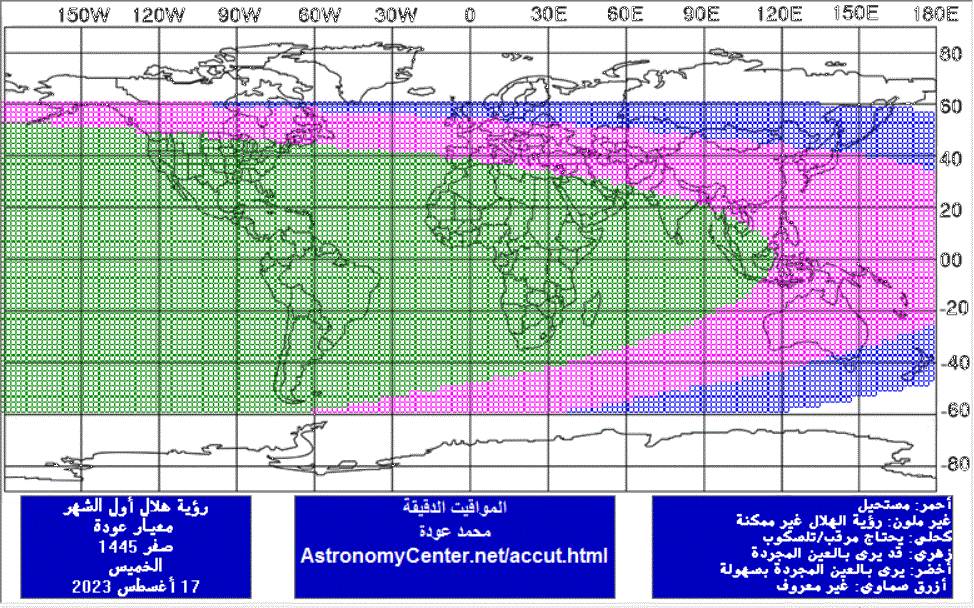 150W 120W 90W 60W 30W 0 30E 60E 90E 120E 150E 180E
80
60
40
20
00
-20
-40
-60
-80
رؤية هلال أول الشهر
معيار عودة
صفر 1445
الخميس
17 أغسطس 2023
المواقيت الدقيقة
محمد عودة
AstronomyCenter.net/accut.html
أحمر: مستحيل
غير ملون: رؤية الهلال غير ممكنة
كحلي: يحتاج مرقب/تلسكوب
زهري: قد يرى بالعين المجردة
أخضر: يرى بالعين المجردة بسهولة
أزرق سماوي: غير معروف